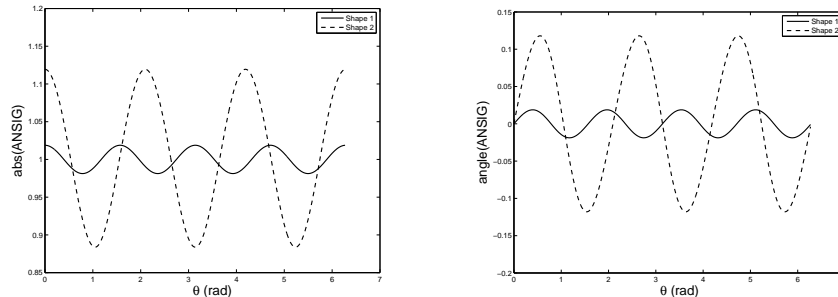 1.2
1.15
1.1
1.05
1
0.95
0.9
0.85
0 1 2 3 4 5 6 7
abs(ANSIG)
θ (rad)
Shape 1
Shape 2
0.15
0.1
0.05
0
−0.05
−0.1
−0.15
−0.2
0 1 2 3 4 5 6
angle(ANSIG)
θ (rad)
Shape 1
Shape 2